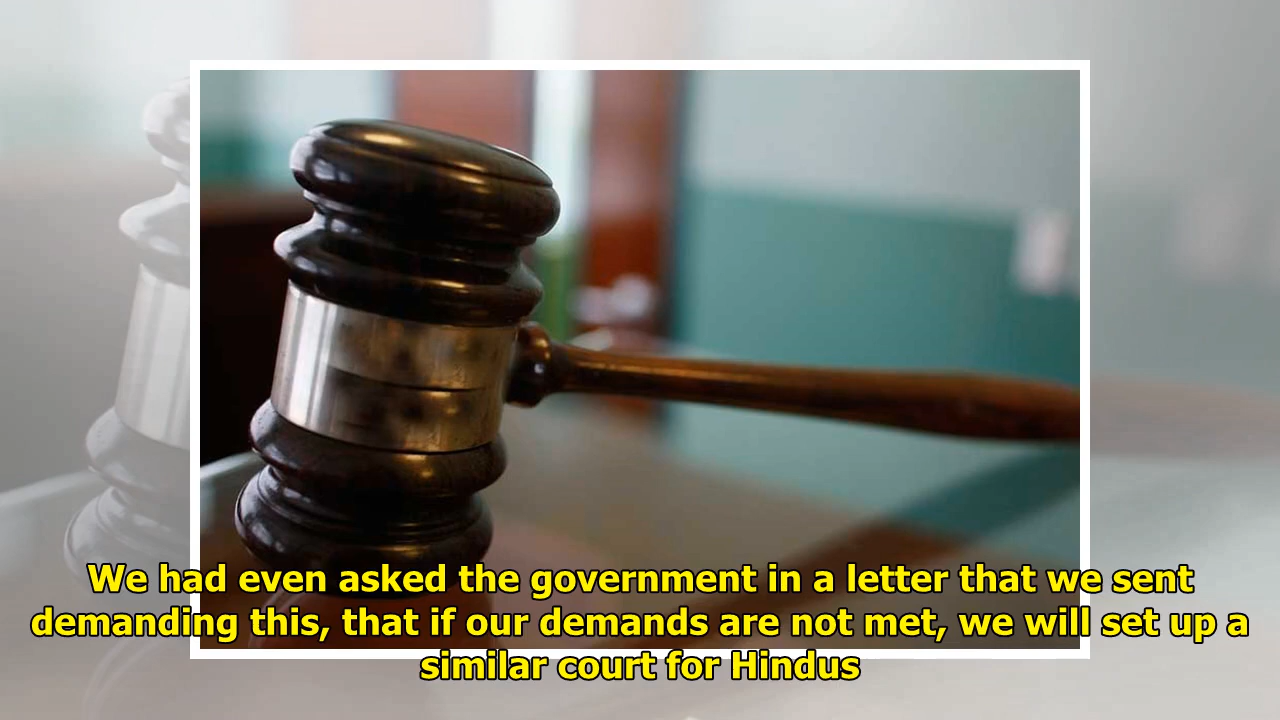 We had even asked the government in a letter that we sent
demanding this, that if our demands are not met, we will set up a
similar court for Hindus